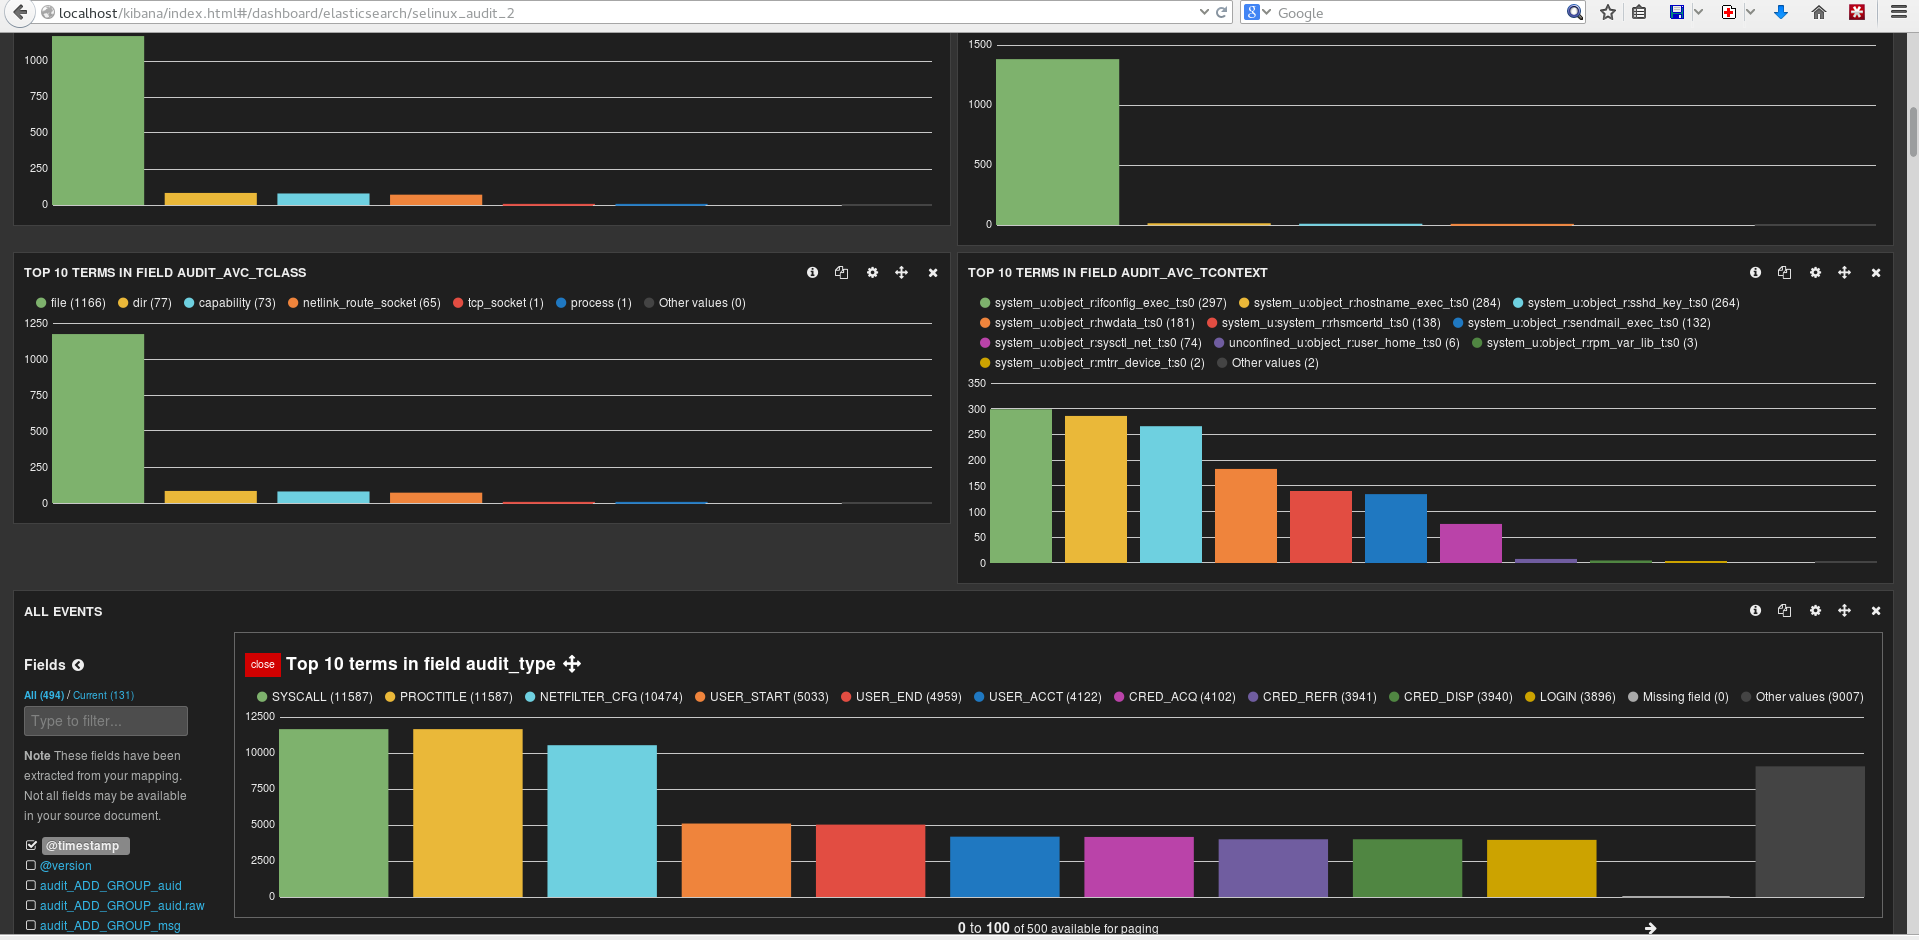 localhost/kibana/index.html#/dashboard/elasticsearch/selinux_audit_2
8 Google
1000
750
500
250
0
1500
1000
500
0
TOP 10 TERMS IN FIELD AUDIT_AVC_TCLASS
file (1166) dir (77) capability (73) netlink_route_socket (65) tcp_socket (1) process (1) Other values (0)
1250
1000
750
500
250
0
TOP 10 TERMS IN FIELD AUDIT_AVC_TCONTEXT
system_u:object_r:ifconfig_exec_t:s0 (297) system_u:object_r:hostname_exec_t:s0 (284) system_u:object_r:sshd_key_t:s0 (264)
system_u:object_r:hwdata_t:s0 (181) system_u:system_r:rhsmcertd_t:s0 (138) system_u:object_r:sendmail_exec_t:s0 (132)
system_u:object_r:sysctl_net_t:s0 (74) unconfined_u:object_r:user_home_t:s0 (6) system_u:object_r:rpm_var_lib_t:s0 (3)
system_u:object_r:mtrr_device_t:s0 (2) Other values (2)
350
300
250
200
150
100
50
0
ALL EVENTS
Fields
All (494) / Current (131)
Type to filter...
Note These fields have been
extracted from your mapping.
Not all fields may be available
in your source document.
@timestamp
@version
audit_ADD_GROUP_auid
audit_ADD_GROUP_auid.raw
audit_ADD_GROUP_msg
close Top 10 terms in field audit_type
SYSCALL (11587) PROCTITLE (11587) NETFILTER_CFG (10474) USER_START (5033) USER_END (4959) USER_ACCT (4122) CRED_ACQ (4102) CRED_REFR (3941) CRED_DISP (3940) LOGIN (3896) Missing field (0) Other values (9007)
12500
10000
7500
5000
2500
0
0 to 100 of 500 available for paging